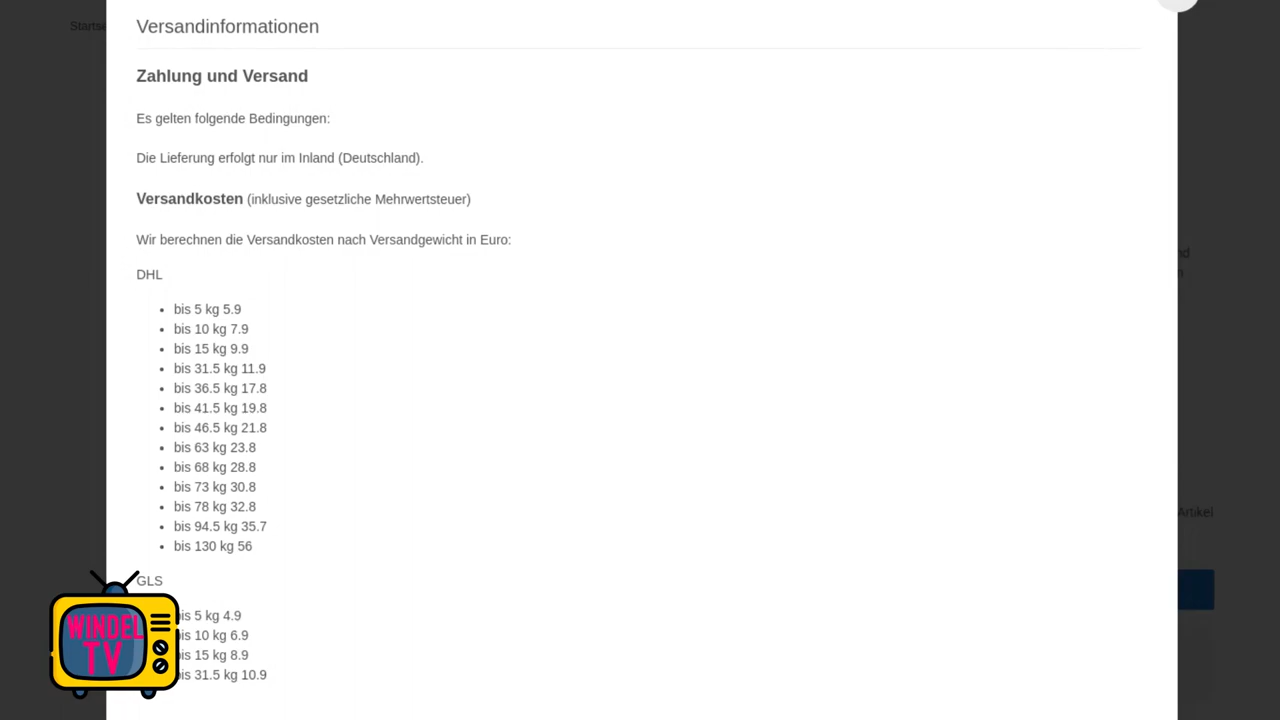 Versandinformationen
Zahlung und Versand
Es gelten folgende Bedingungen:
Die Lieferung erfolgt nur im Inland (Deutschland).
Versandkosten (inklusive gesetzliche Mehrwertsteuer)
Wir berechnen die Versandkosten nach Versandgewicht in Euro:
DHL
bis 5 kg 5.9
bis 10 kg 7.9
bis 15 kg 9.9
bis 31.5 kg 11.9
bis 36.5 kg 17.8
bis 41.5 kg 19.8
bis 46.5 kg 21.8
bis 63 kg 23.8
bis 68 kg 28.8
bis 73 kg 30.8
bis 78 kg 32.8
bis 94.5 kg 35.7
bis 130 kg 56
Artikel
GLS
bis 5 kg 4.9
bis 10 kg 6.9
bis 15 kg 8.9
bis 31.5 kg 10.9
WINDEL
TV